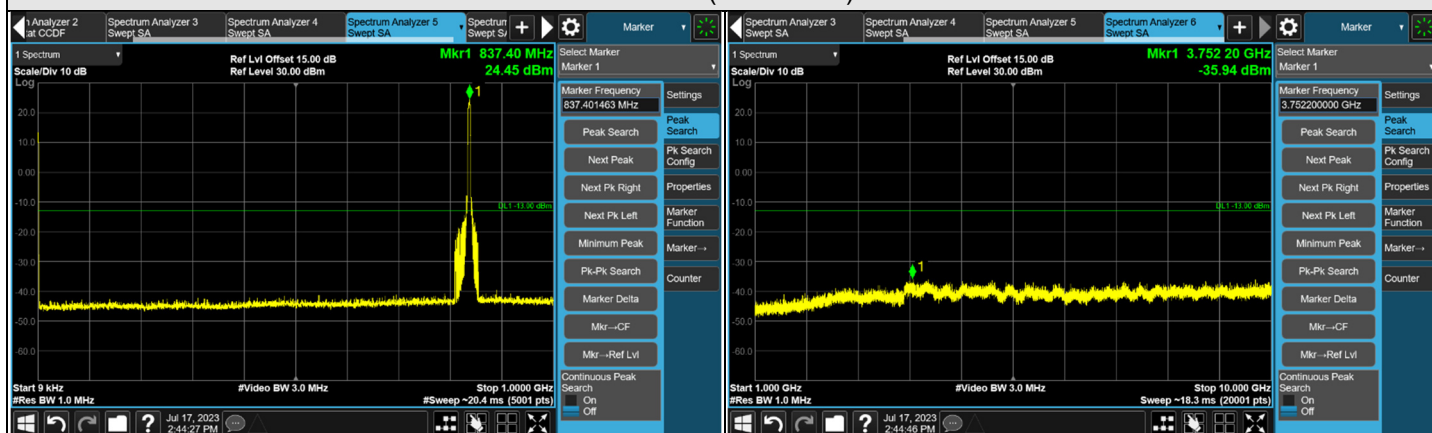 n Analyzer 2
tat CCDF
Spectrum Analyzer 3
Swept SA
Spectrum Analyzer 4
Swept SA
Spectrum Analyzer 5
Swept SA
Spectrun
Swept S/
Marker
1 Spectrum
Scale/Div 10 dB
Log
Ref Lvl Offset 15.00 dB
Ref Level 30.00 dBm
Mkr1 837.40 MHz
24.45 dBm
1
20.0
10.0
0.00
-10.0
-20.0
-30.0
-40.0
-50.0
-60.0
DL1 -13.00 dBm
Start 9 kHz
#Res BW 1.0 MHz
#Video BW 3.0 MHz
Stop 1.0000 GHz
#Sweep ~20.4 ms (5001 pts)
Select Marker
Marker 1
Marker Frequency
837.401463 MHz
Peak Search
Next Peak
Next Pk Right
Next Pk Left
Minimum Peak
Pk-Pk Search
Marker Delta
Mkr→CF
Mkr→Ref Lvl
Continuous Peak
Search
On
Off
Settings
Peak
Search
Pk Search
Config
Properties
Marker
Function
Marker→
Counter
?
Jul 17, 2023
2:44:27 PM
Spectrum Analyzer 3
Swept SA
Spectrum Analyzer 4
Swept SA
Spectrum Analyzer 5
Swept SA
Spectrum Analyzer 6
Swept SA
Marker
1 Spectrum
Scale/Div 10 dB
Log
Ref Lvl Offset 15.00 dB
Ref Level 30.00 dBm
Mkr1 3.752 20 GHz
-35.94 dBm
1
20.0
10.0
0.00
-10.0
-20.0
-30.0
-40.0
-50.0
-60.0
DL1 -13.00 dBm
Start 1.000 GHz
#Res BW 1.0 MHz
#Video BW 3.0 MHz
Stop 10.000 GHz
Sweep ~18.3 ms (20001 pts)
Select Marker
Marker 1
Marker Frequency
3.752200000 GHz
Peak Search
Next Peak
Next Pk Right
Next Pk Left
Minimum Peak
Pk-Pk Search
Marker Delta
Mkr→CF
Mkr→Ref Lvl
Continuous Peak
Search
On
Off
Settings
Peak
Search
Pk Search
Config
Properties
Marker
Function
Marker→
Counter
?
Jul 17, 2023
2:44:46 PM